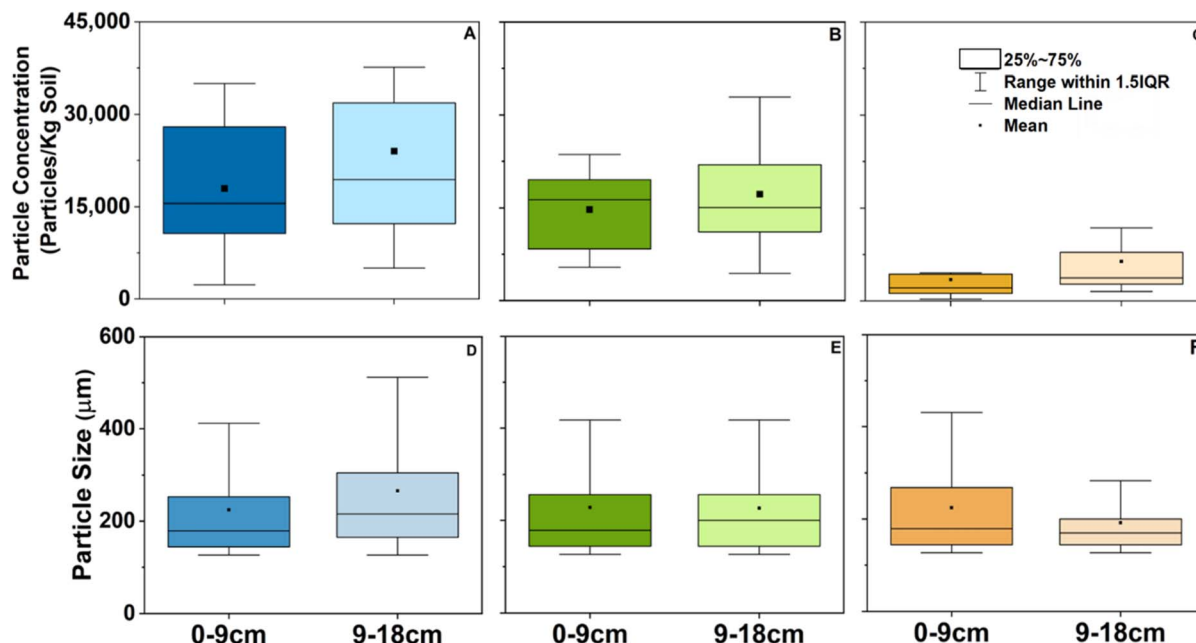 45,000
30,000
15,000
0
Particle Concentration
(Particles/Kg Soil)
A
B
C
25%~75%
Range within 1.5IQR
Median Line
Mean
600
400
200
0
Particle Size (μm)
D
E
F
0-9cm 9-18cm 0-9cm 9-18cm 0-9cm 9-18cm